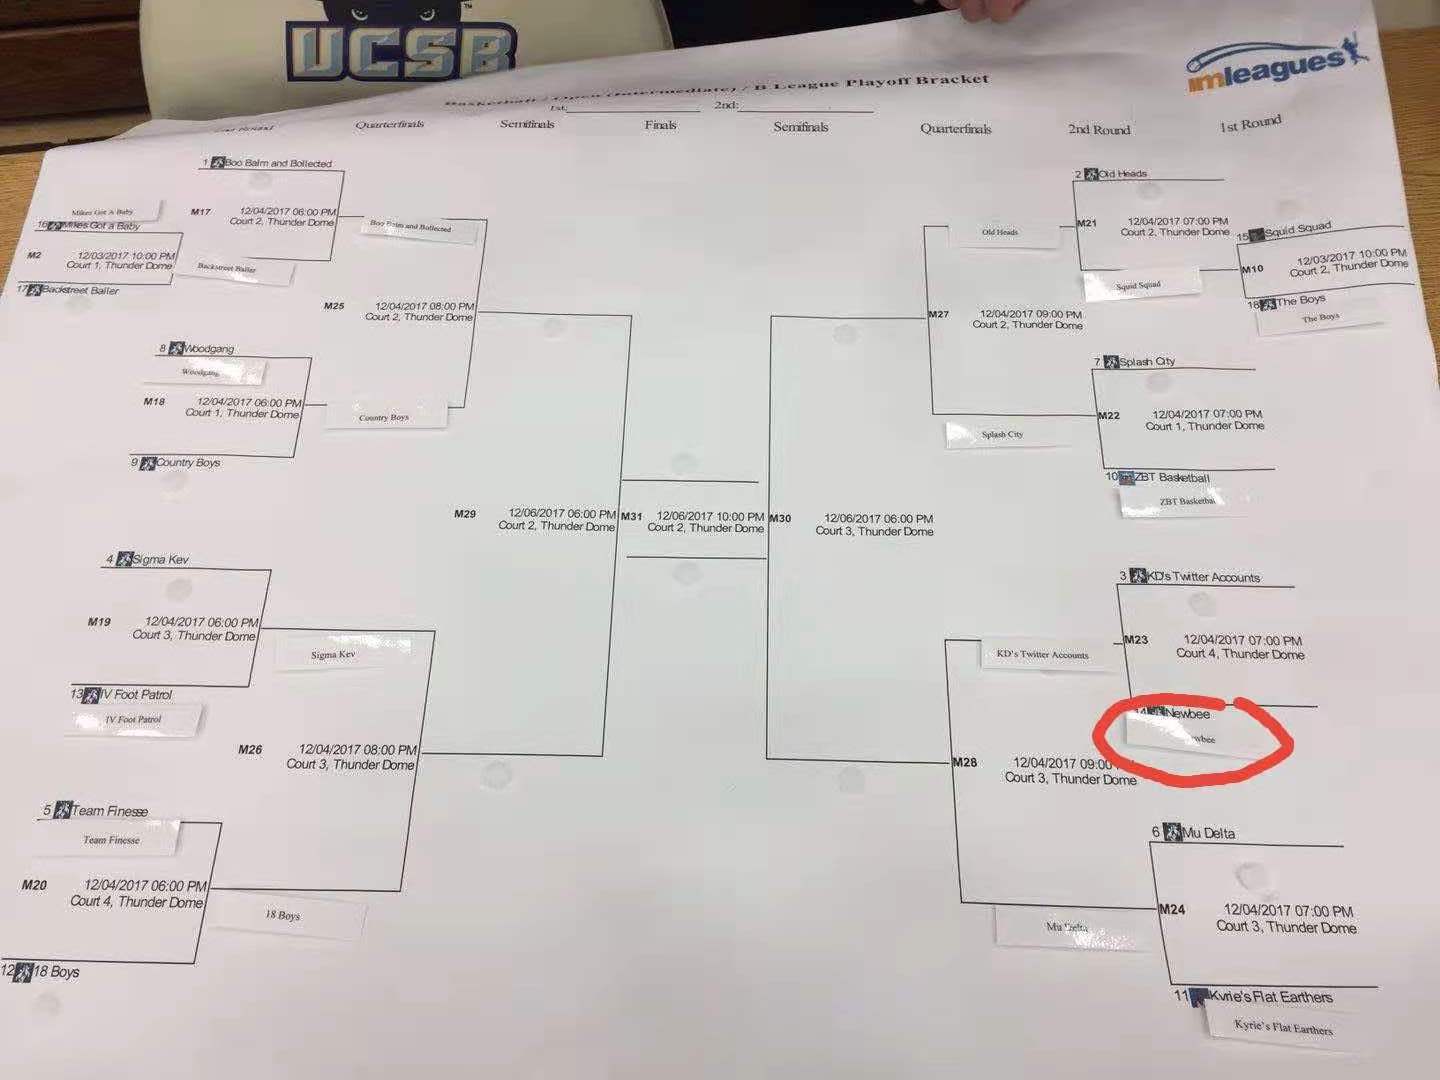 UCSB
imleagues
Basketball / Open (Intermediate) / B League Playoff Bracket
1st: 2nd:
Round Quarterfinals Semifinals Finals Semifinals Quarterfinals 2nd Round 1st Round
1 Boo Balm and Bollected
M17 12/04/2017 06:00 PM
Court 2, Thunder Dome
Mikes Got a Baby
16 Mikes Got a Baby
M2 12/03/2017 10:00 PM
Court 1, Thunder Dome
17 Backstreet Baller
Backstreet Baller
Boo Balm and Bollected
M25 12/04/2017 08:00 PM
Court 2, Thunder Dome
8 Woodgang
Woodgang
M18 12/04/2017 06:00 PM
Court 1, Thunder Dome
9 Country Boys
Country Boys
M29 12/06/2017 06:00 PM
Court 2, Thunder Dome
4 Sigma Kev
M19 12/04/2017 06:00 PM
Court 3, Thunder Dome
13 IV Foot Patrol
IV Foot Patrol
Sigma Kev
M26 12/04/2017 08:00 PM
Court 3, Thunder Dome
5 Team Finesse
Team Finesse
M20 12/04/2017 06:00 PM
Court 4, Thunder Dome
12 18 Boys
18 Boys
M31 12/06/2017 10:00 PM
Court 2, Thunder Dome
M30 12/06/2017 06:00 PM
Court 3, Thunder Dome
2 Old Heads
M21 12/04/2017 07:00 PM
Court 2, Thunder Dome
Old Heads
Squid Squad
15 Squid Squad
M10 12/03/2017 10:00 PM
Court 2, Thunder Dome
18 The Boys
The Boys
M27 12/04/2017 09:00 PM
Court 2, Thunder Dome
7 Splash City
M22 12/04/2017 07:00 PM
Court 1, Thunder Dome
Splash City
10 ZBT Basketball
ZBT Basketbal
3 KD's Twitter Accounts
M23 12/04/2017 07:00 PM
Court 4, Thunder Dome
KD's Twitter Accounts
14 Newbee
wbee
M28 12/04/2017 09:00
Court 3, Thunder Dome
6 Mu Delta
M24 12/04/2017 07:00 PM
Court 3, Thunder Dome
Mu Delta
11 Kyrie's Flat Earthers
Kyrie's Flat Earthers